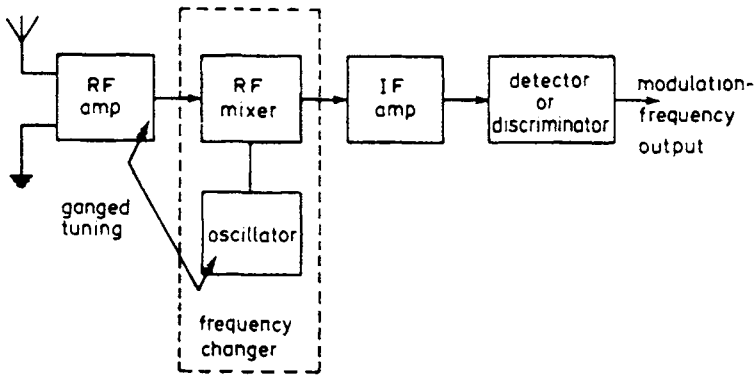 RF
amp
RF
mixer
IF
amp
detector
or
discriminator
modulation-
frequency
output
ganged
tuning
oscillator
frequency
changer